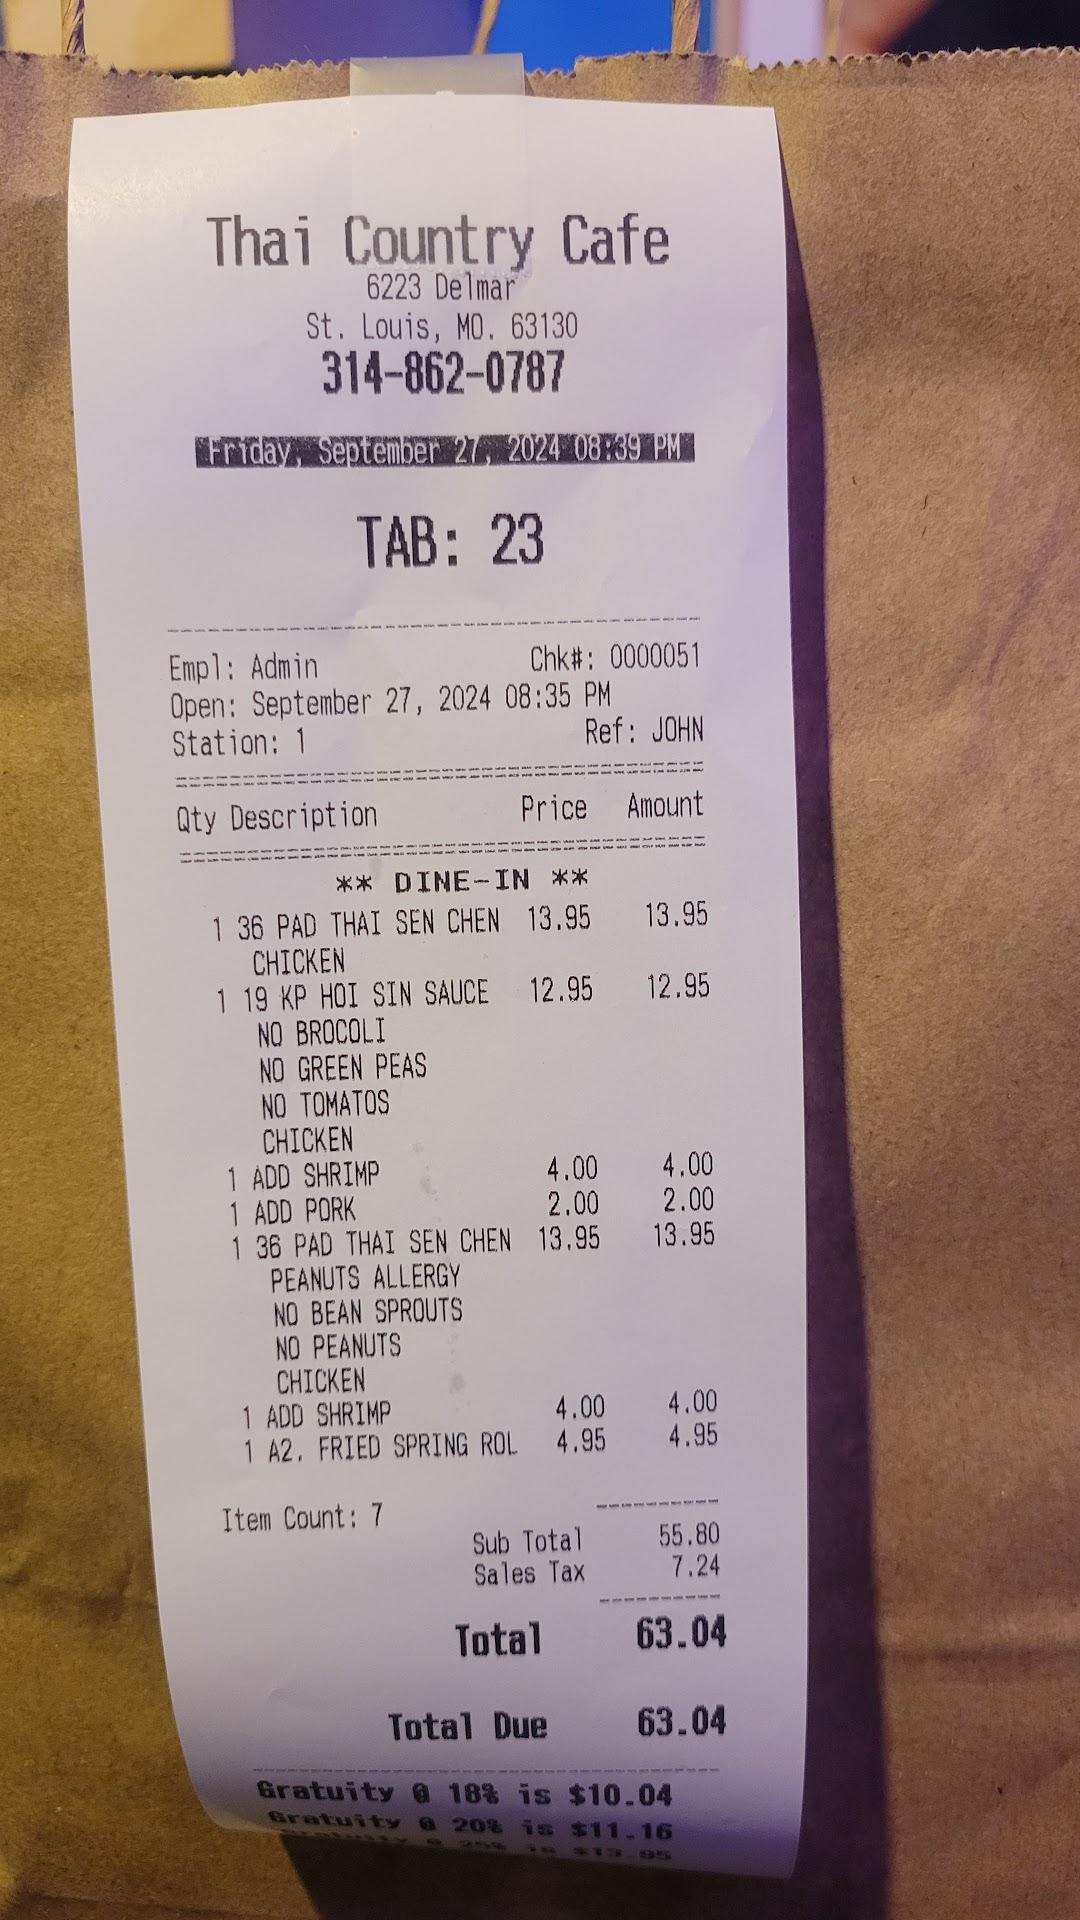 Thai Country Cafe
6223 Delmar
St. Louis, MO. 63130
314-862-0787
Friday, September 27, 2024 08:39 PM
TAB: 23
Empl: Admin Chk#: 0000051
Open: September 27, 2024 08:35 PM
Station: 1 Ref: JOHN
Qty Description Price Amount
** DINE-IN **
1 36 PAD THAI SEN CHEN 13.95 13.95
CHICKEN
1 19 KP HOI SIN SAUCE 12.95 12.95
NO BROCOLI
NO GREEN PEAS
NO TOMATOS
CHICKEN
1 ADD SHRIMP 4.00 4.00
1 ADD PORK 2.00 2.00
1 36 PAD THAI SEN CHEN 13.95 13.95
PEANUTS ALLERGY
NO BEAN SPROUTS
NO PEANUTS
CHICKEN
1 ADD SHRIMP 4.00 4.00
1 A2. FRIED SPRING ROL 4.95 4.95
Item Count: 7
Sub Total 55.80
Sales Tax 7.24
Total 63.04
Total Due 63.04
Gratuity @ 18% is $10.04
Gratuity @ 20% is $11.16
Gratuity @ 25% is $13.95